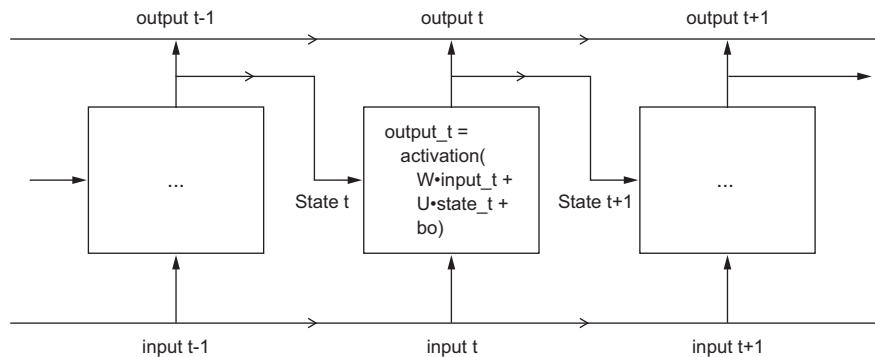 output t-1
output t
output t+1
...
State t
output_t =
activation(
W•input_t +
U•state_t +
bo)
State t+1
...
input t-1
input t
input t+1